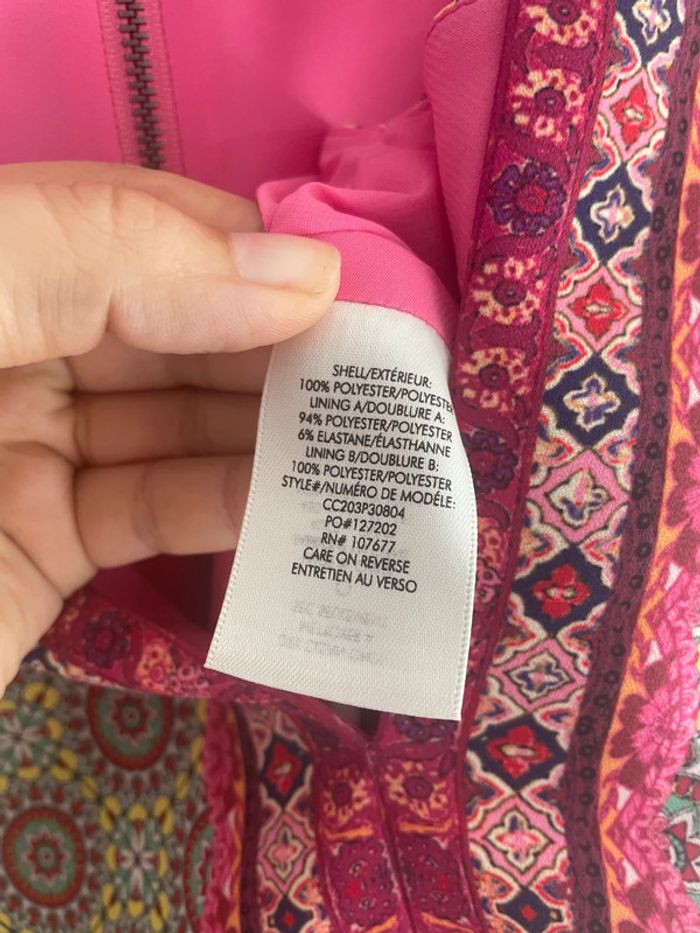 SHELL/EXTÉRIEUR:
100% POLYESTER/POLYESTER
LINING A/DOUBLURE A:
94% POLYESTER/POLYESTER
6% ELASTANE/ÉLASTHANNE
LINING B/DOUBLURE B:
100% POLYESTER/POLYESTER
STYLE#/NUMÉRO DE MODÉLE:
CC203P30804
PO#127202
RN# 107677
CARE ON REVERSE
ENTRETIEN AU VERSO